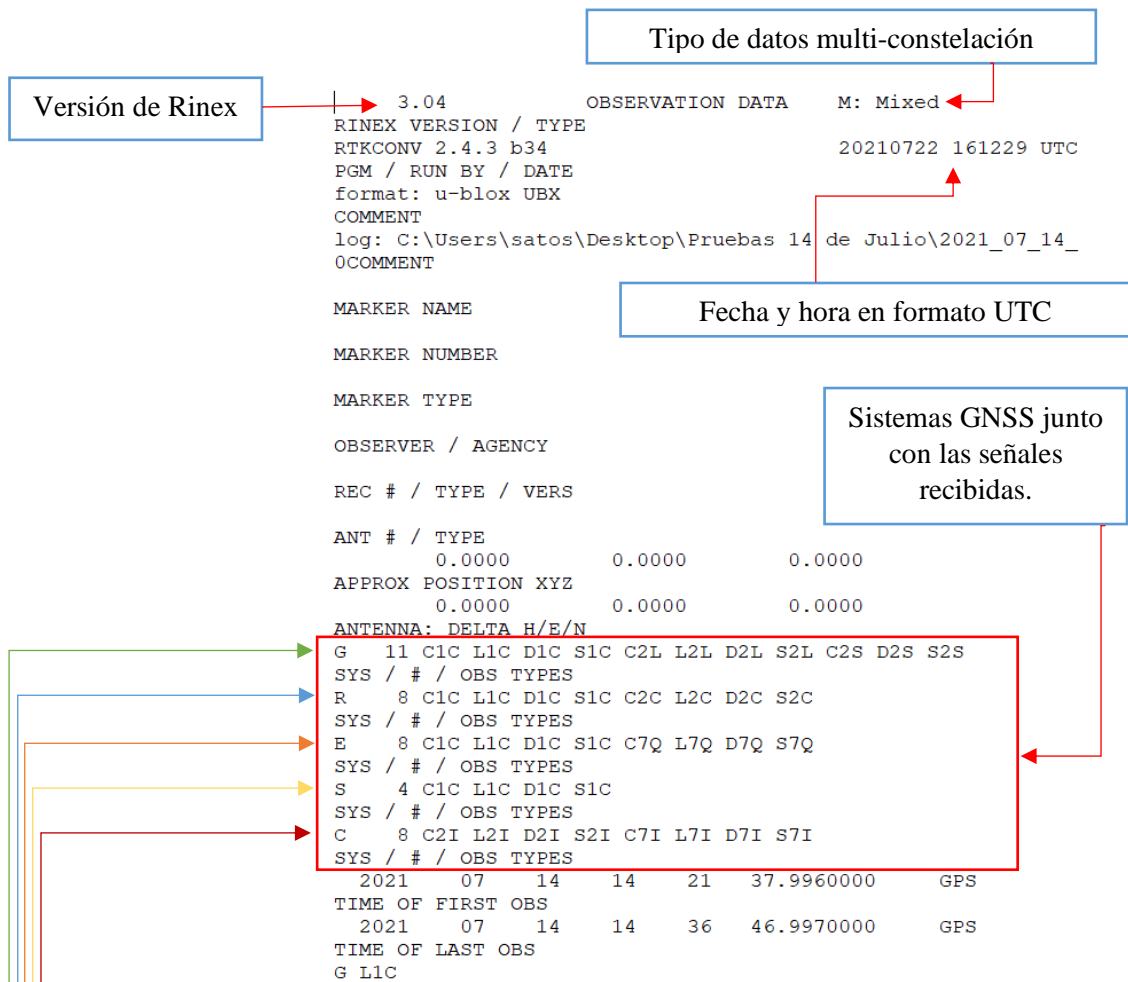 Tipo de datos multi-constelación
Versión de Rinex
3.04 OBSERVATION DATA M: Mixed
RINEX VERSION / TYPE
RTKCONV 2.4.3 b34 20210722 161229 UTC
PGM / RUN BY / DATE
format: u-blox UBX
COMMENT
log: C:\Users\satos\Desktop\Pruebas 14 de Julio\2021_07_14_
0COMMENT
MARKER NAME
Fecha y hora en formato UTC
MARKER NUMBER
MARKER TYPE
Sistemas GNSS junto
con las señales
recibidas.
OBSERVER / AGENCY
REC # / TYPE / VERS
ANT # / TYPE
0.0000 0.0000 0.0000
APPROX POSITION XYZ
0.0000 0.0000 0.0000
ANTENNA: DELTA H/E/N
G 11 C1C L1C D1C S1C C2L L2L D2L S2L C2S D2S S2S
SYS / # / OBS TYPES
R 8 C1C L1C D1C S1C C2C L2C D2C S2C
SYS / # / OBS TYPES
E 8 C1C L1C D1C S1C C7Q L7Q D7Q S7Q
SYS / # / OBS TYPES
S 4 C1C L1C D1C S1C
SYS / # / OBS TYPES
C 8 C2I L2I D2I S2I C7I L7I D7I S7I
SYS / # / OBS TYPES
2021 07 14 14 21 37.9960000 GPS
TIME OF FIRST OBS
2021 07 14 14 36 46.9970000 GPS
TIME OF LAST OBS
G L1C